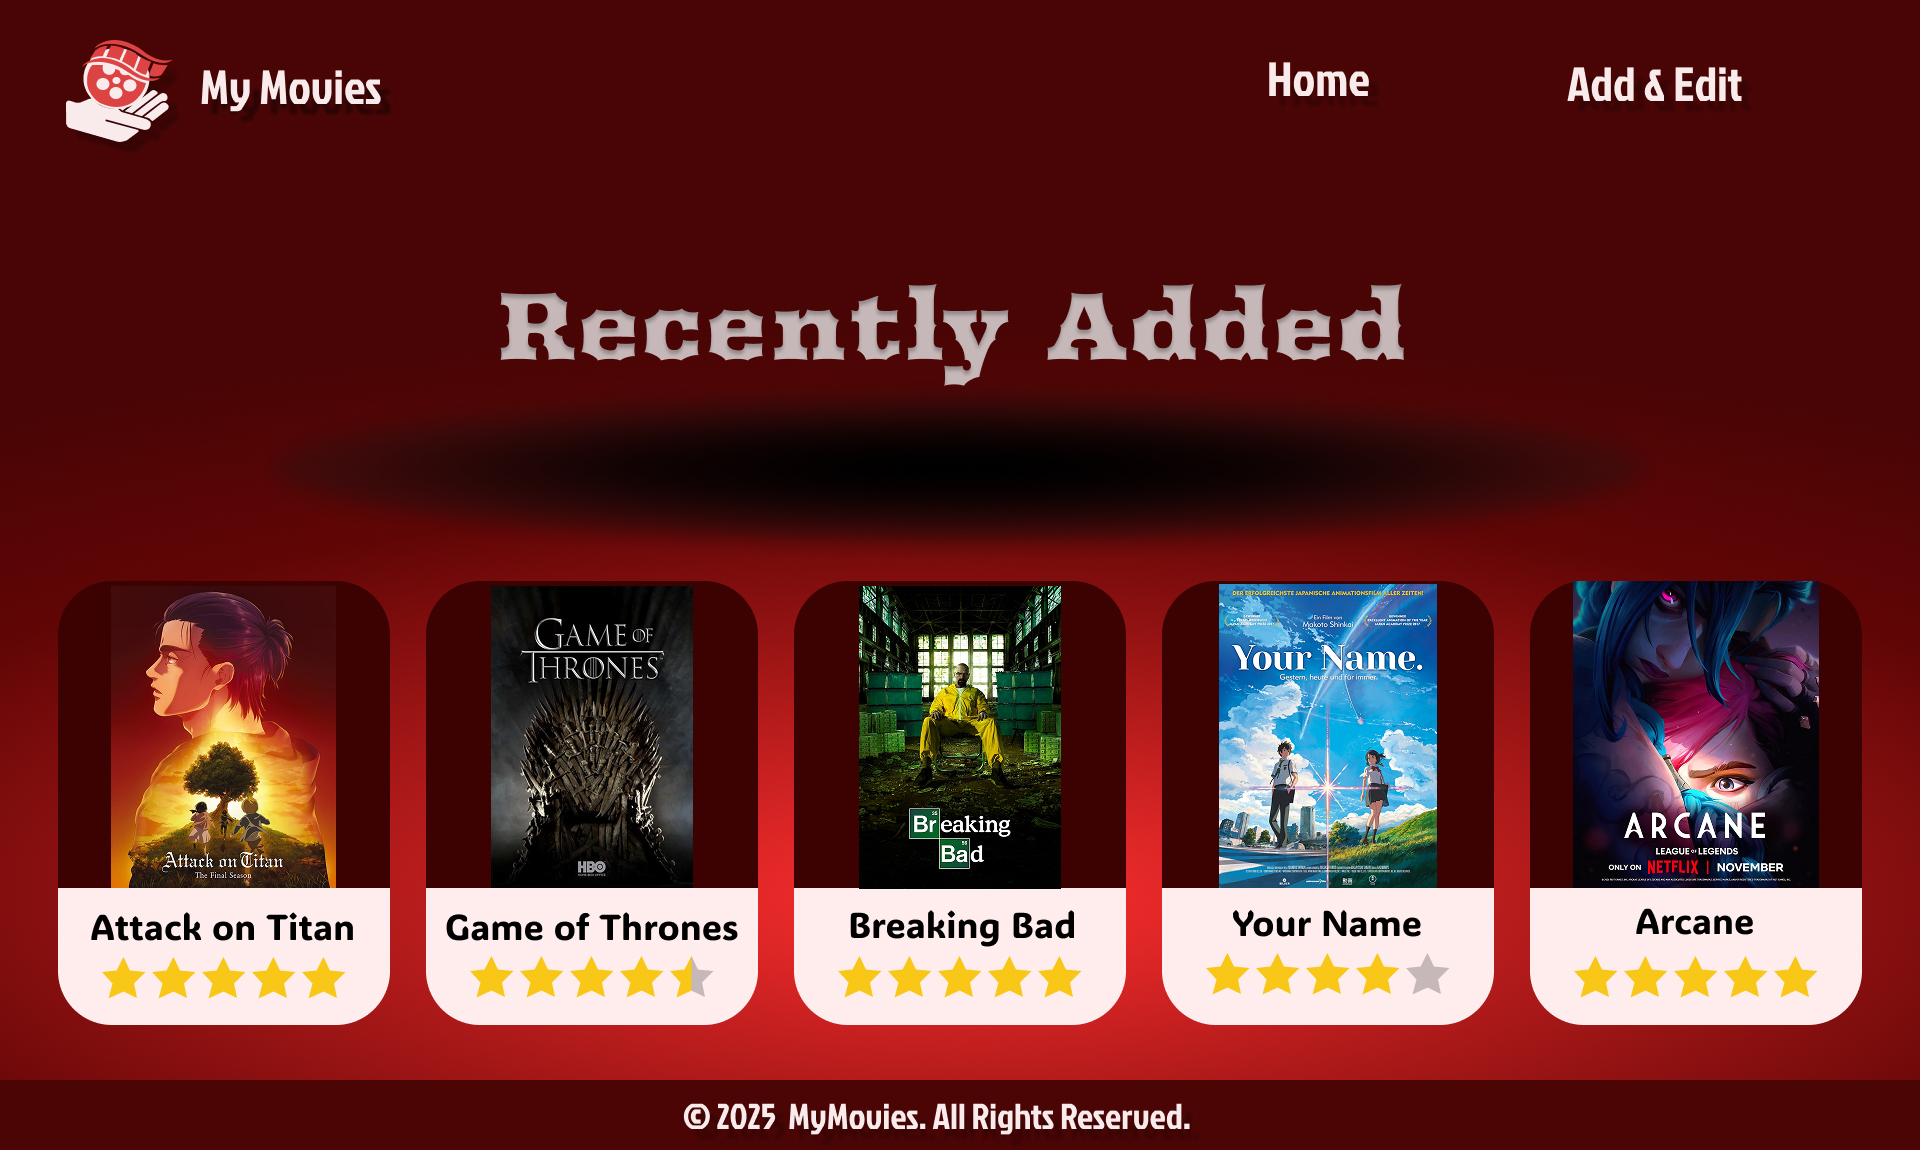 My Movies
Home
Add & Edit
Recently Added
Attack on Titan
The Final Season
Attack on Titan
GAME OF
THRONES
HBO
Game of Thrones
Breaking
Bad
Breaking Bad
DER ERFOLGREICHSTE JAPANISCHE ANIMATIONSFILM ALLER ZEITEN!
Ein Film von
Makoto Shinkai
Your Name.
Gestern, heute und für immer.
Your Name
ARCANE
LEAGUE OF LEGENDS
ONLY ON NETFLIX | NOVEMBER
Arcane
© 2025 MyMovies. All Rights Reserved.